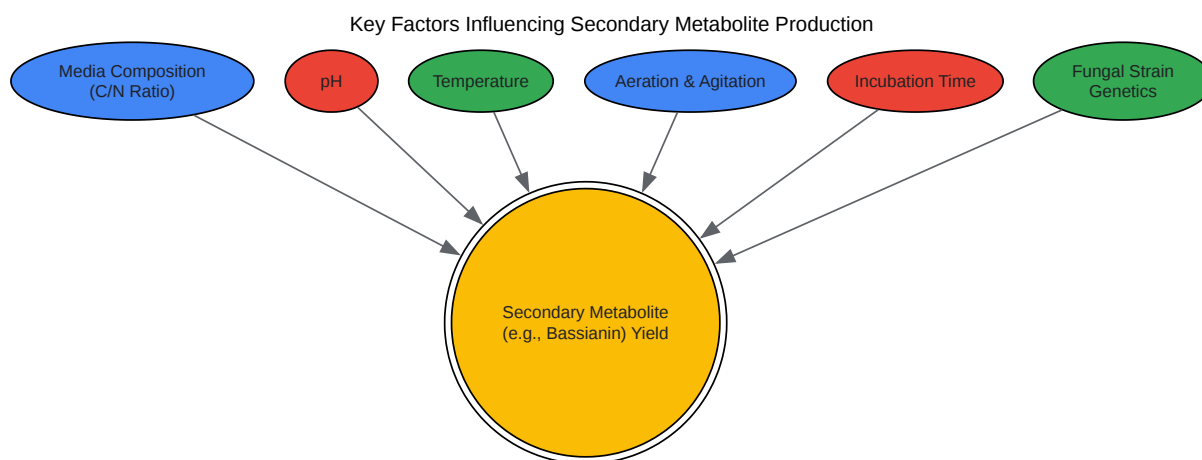 Key Factors Influencing Secondary Metabolite Production
Media Composition
(C/N Ratio)
pH
Temperature
Aeration & Agitation
Incubation Time
Fungal Strain
Genetics
Secondary Metabolite
(e.g., Bassianin) Yield